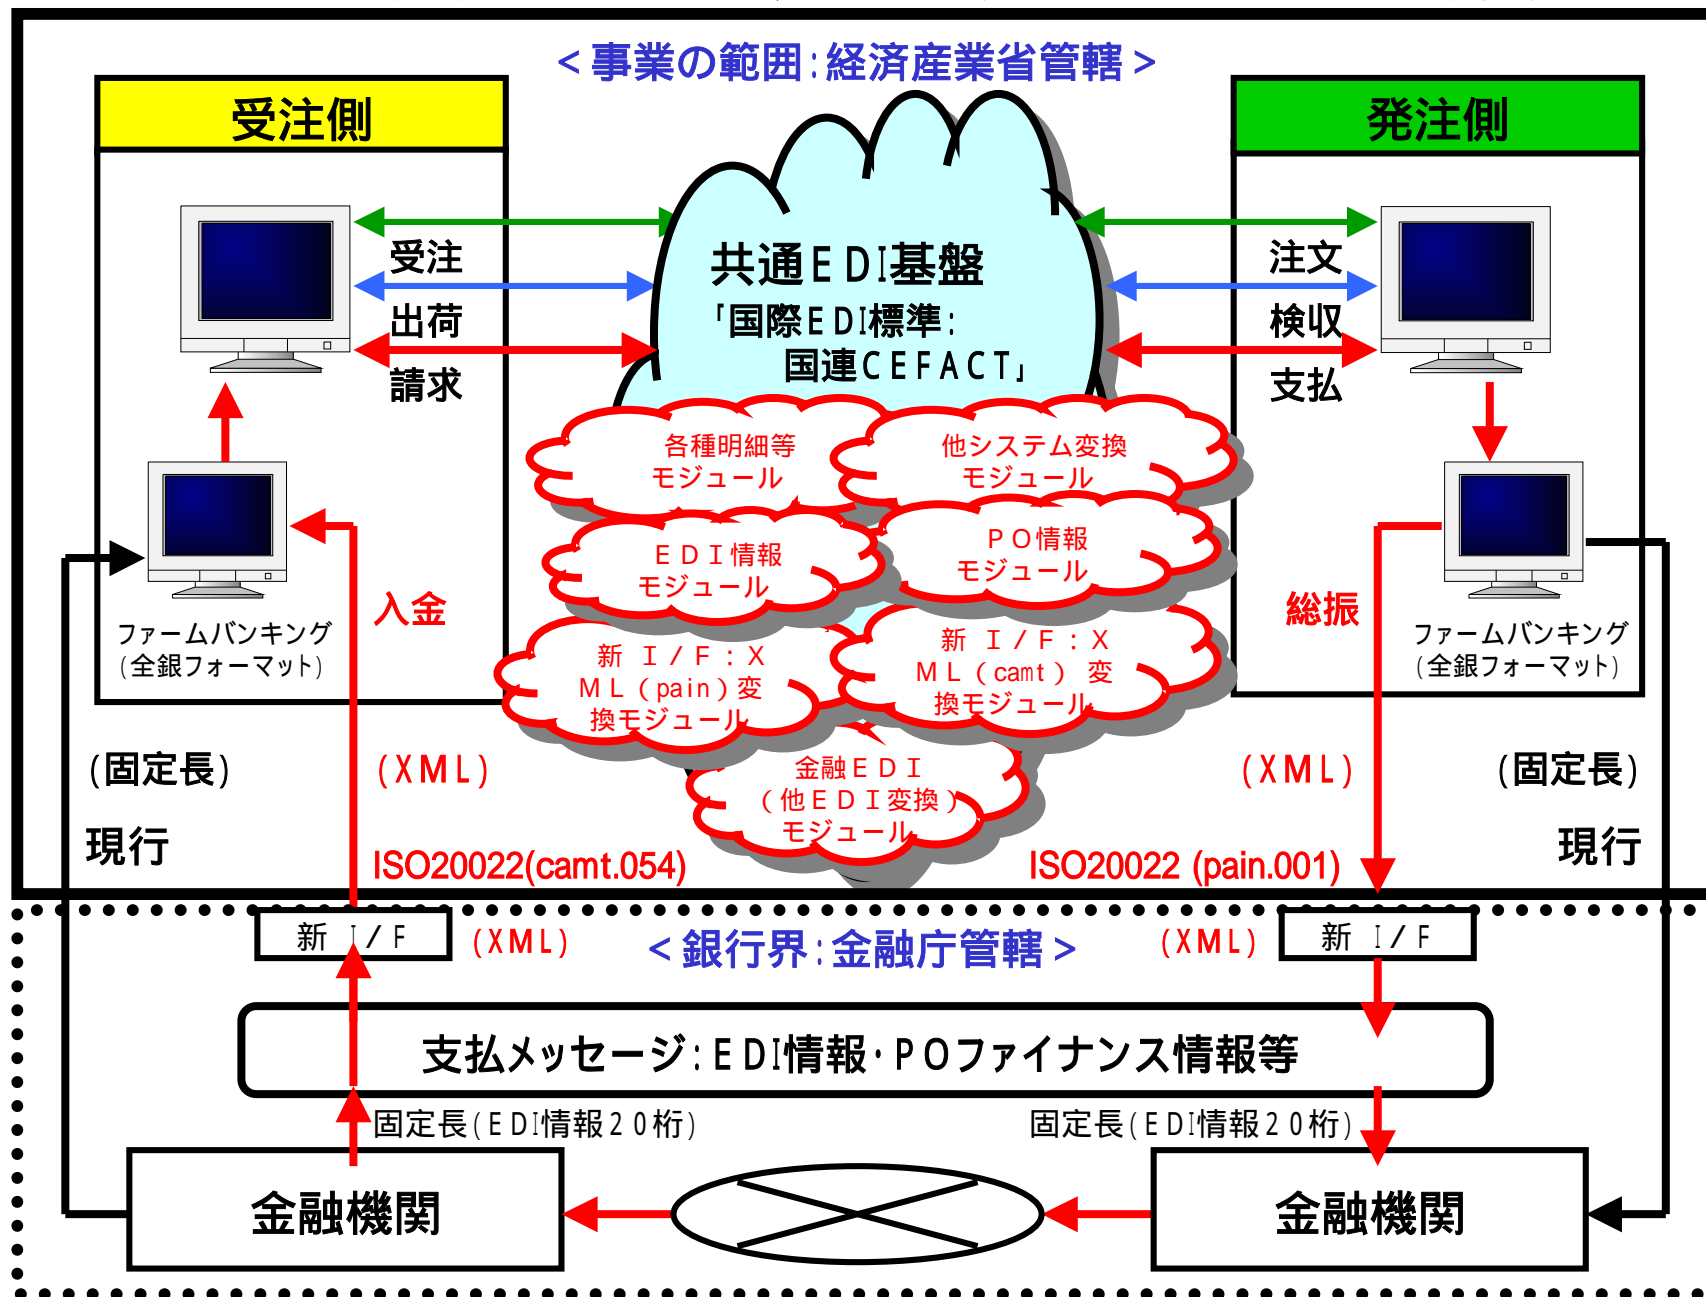 <事業の範囲:経済産業省管轄>
受注側
発注側
受注
出荷
請求
共通EDI基盤
「国際EDI標準:
国連CEFACT」
注文
検収
支払
各種明細等
モジュール
他システム変換
モジュール
EDI情報
モジュール
PO情報
モジュール
新 I/F:X
ML(pain)変
換モジュール
新 I/F:X
ML(camt) 変
換モジュール
金融EDI
(他EDI変換)
モジュール
入金
総振
ファームバンキング
(全銀フォーマット)
ファームバンキング
(全銀フォーマット)
(固定長)
(XML)
(XML)
(固定長)
現行
現行
ISO20022(camt.054)
ISO20022 (pain.001)
新 I/F
(XML)
<銀行界:金融庁管轄>
(XML)
新 I/F
支払メッセージ:EDI情報・POファイナンス情報等
固定長(EDI情報20桁)
固定長(EDI情報20桁)
金融機関
金融機関